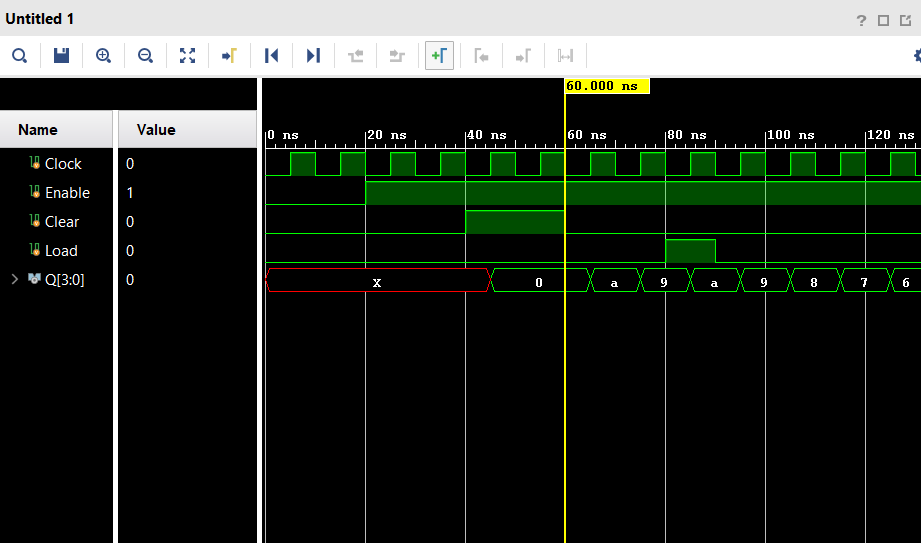 Untitled 1
?
60.000 ns
Name Value
0 ns 20 ns 40 ns 60 ns 80 ns 100 ns 120 ns
Clock 0
Enable 1
Clear 0
Load 0
Q[3:0] 0 X 0 a 9 a 9 8 7 6